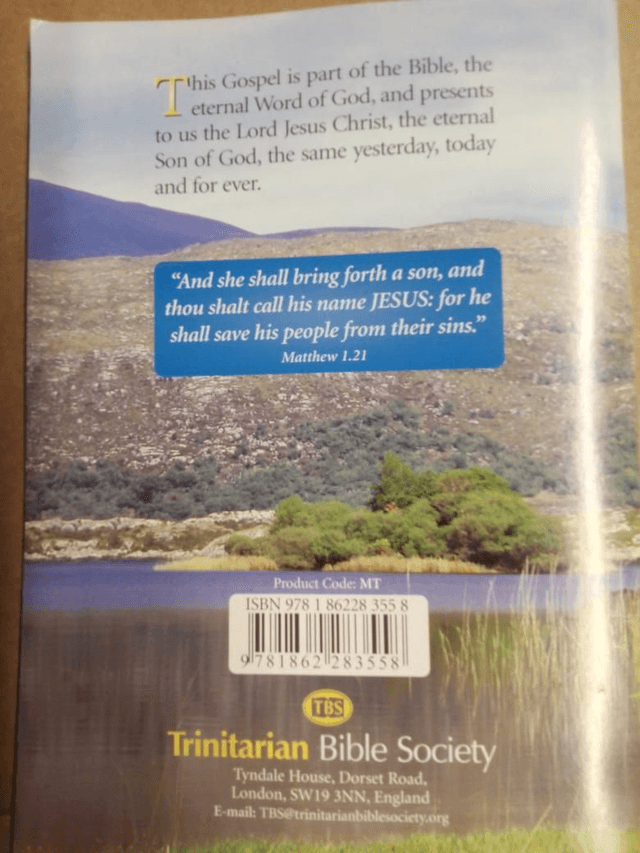 This Gospel is part of the Bible, the
eternal Word of God, and presents
to us the Lord Jesus Christ, the eternal
Son of God, the same yesterday, today
and for ever.
“And she shall bring forth a son, and
thou shalt call his name JESUS: for he
shall save his people from their sins.”
Matthew 1.21
Product Code: MT
ISBN 978 1 86228 355 8
9 781862 283558
TBS
Trinitarian Bible Society
Tyndale House, Dorset Road,
London, SW19 3NN, England
E-mail: TBS@trinitarianbiblesociety.org